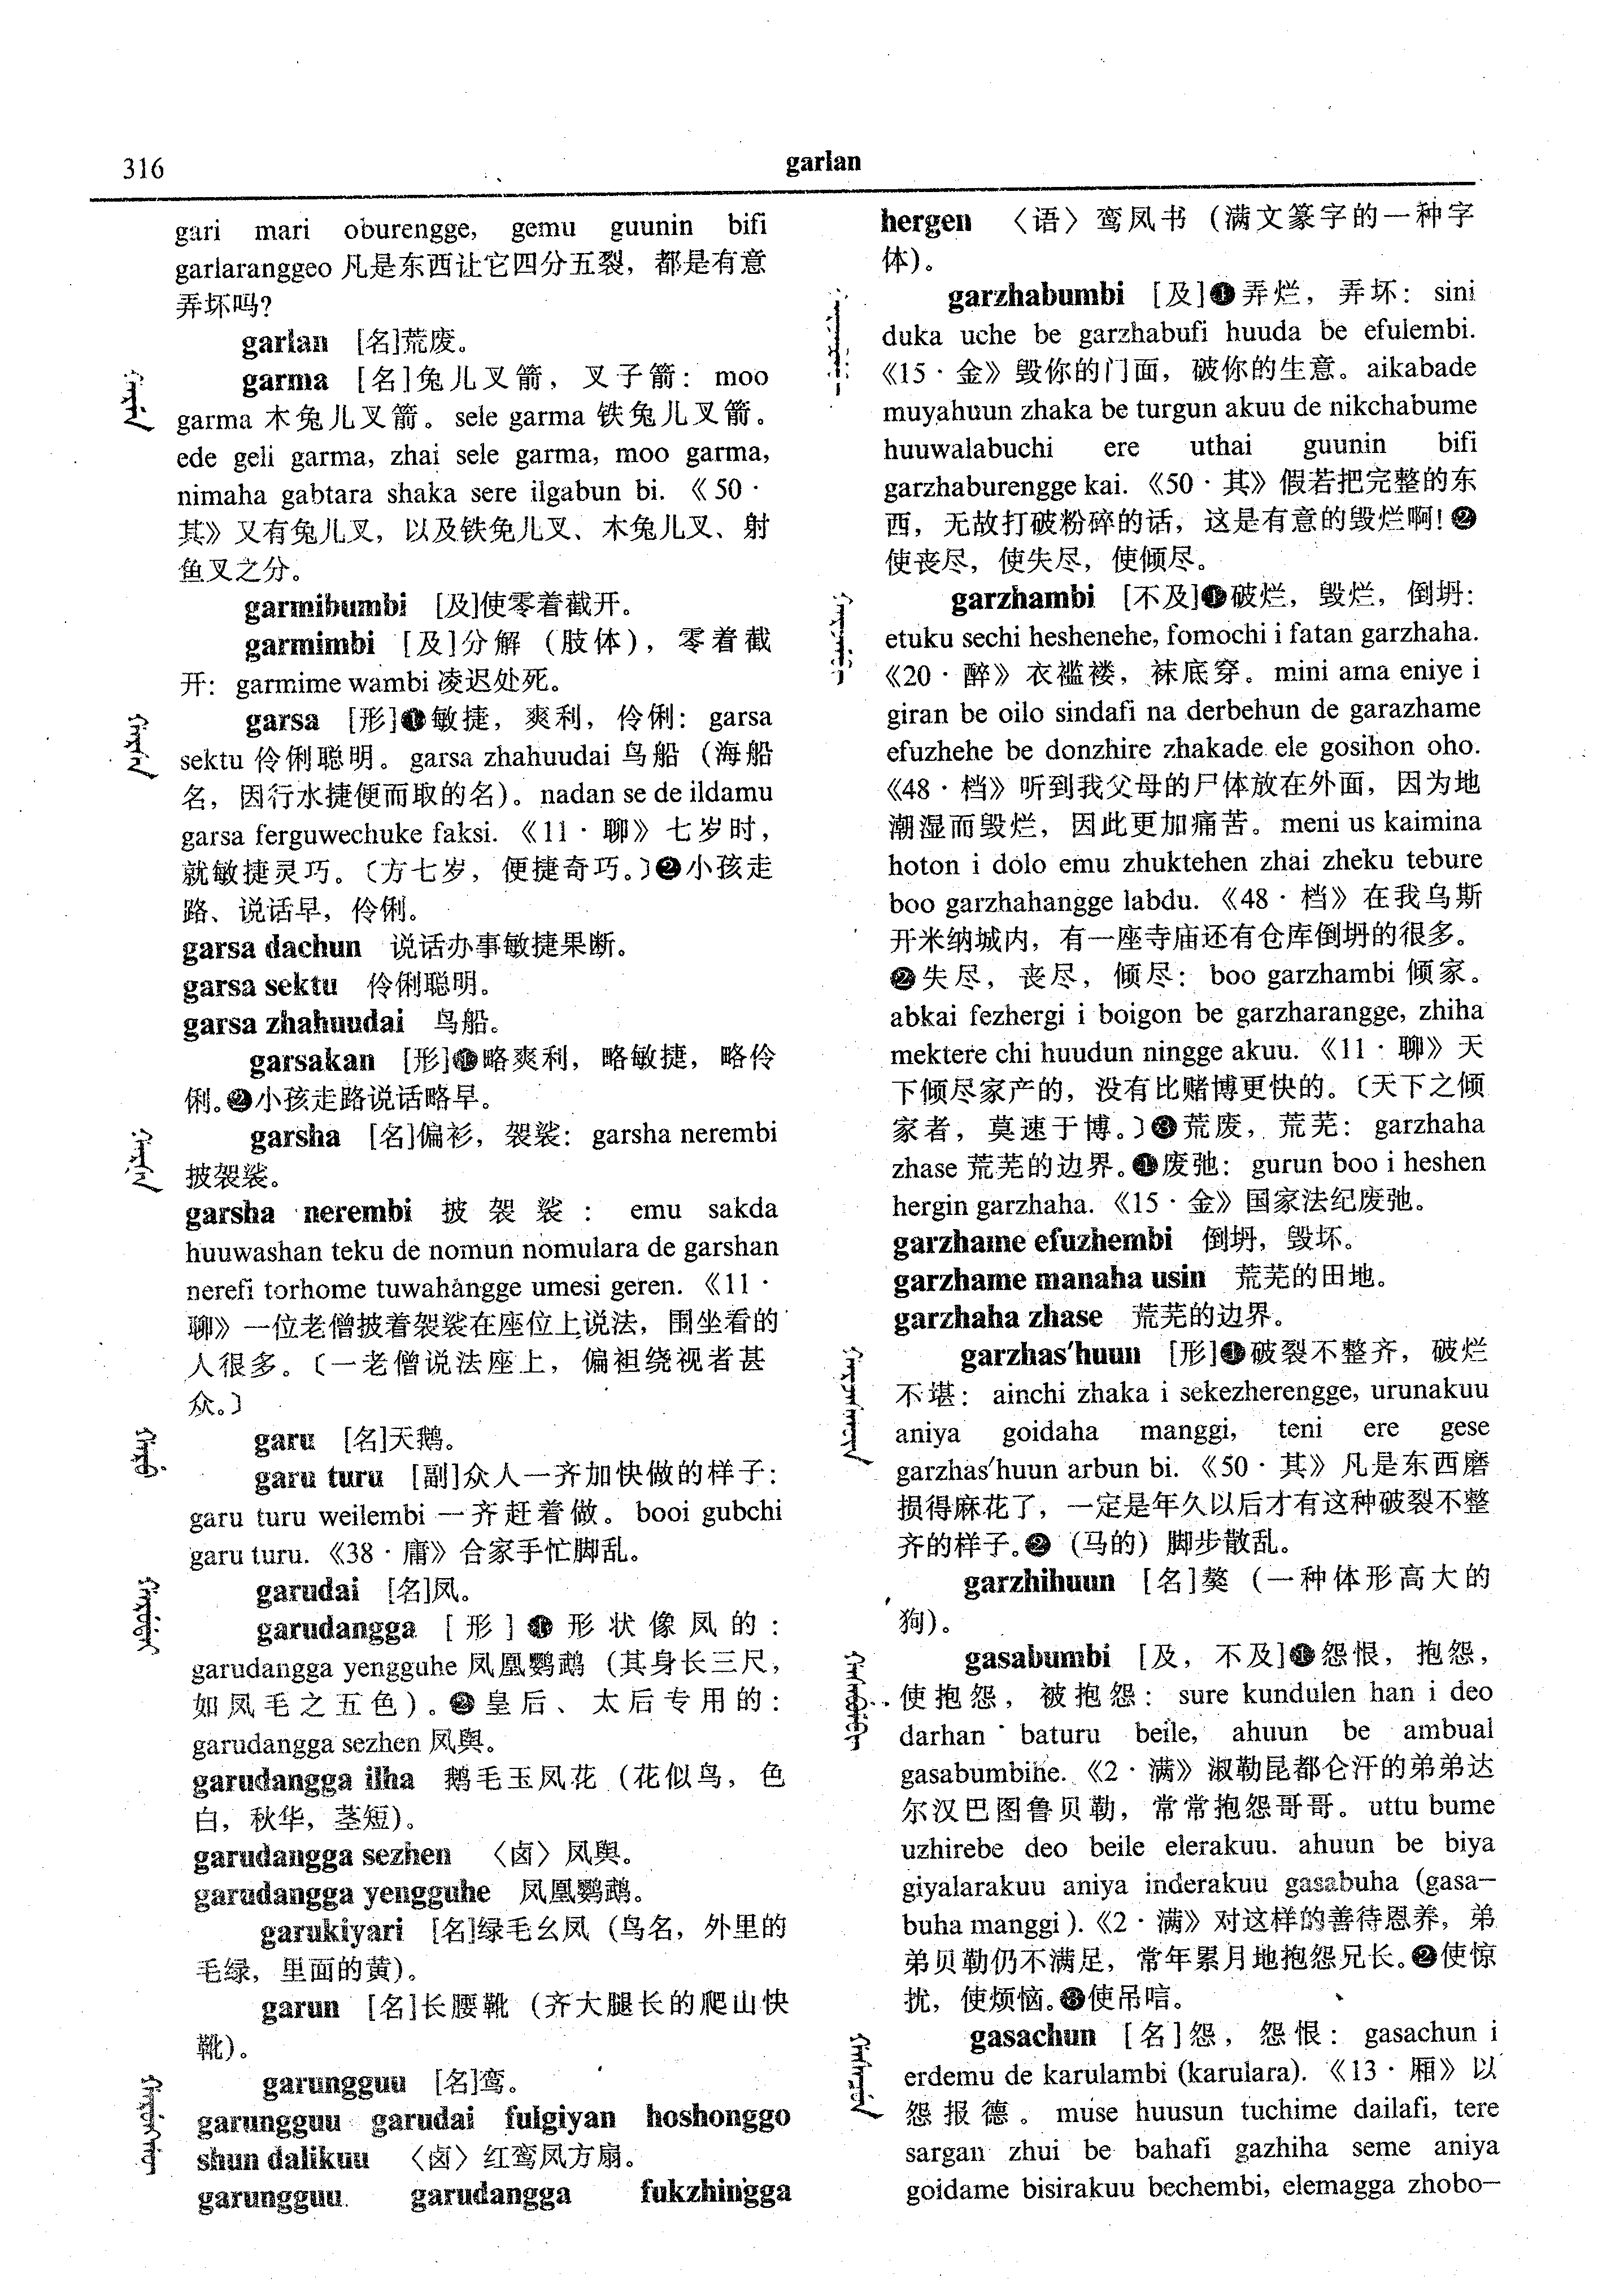 316
garlan
gari mari oburengge, gemu guunin bifi
garlaranggeo 凡是东西让它四分五裂，都是有意
弄坏吗？
garlan [名]荒废。
garma [名]兔儿叉箭，叉子箭：moo
garma 木兔儿叉箭。sele garma 铁兔儿叉箭。
ede geli garma, zhai sele garma, moo garma,
nimaha gabtara shaka sere ilgabun bi.《50·
其》又有兔儿叉，以及铁兔儿叉、木兔儿叉、射
鱼叉之分。
garmibumbi [及]使零着截开。
garmimbi [及]分解（肢体），零着截
开：garmime wambi 凌迟处死。
garsa [形]❶敏捷，爽利，伶俐：garsa
sektu 伶俐聪明。garsa zhahuudai 鸟船（海船
名，因行水捷便而取的名）。nadan se de ildamu
garsa ferguwechuke faksi.《11·聊》七岁时，
就敏捷灵巧。〔方七岁，便捷奇巧。〕❷小孩走
路、说话早，伶俐。
garsa dachun 说话办事敏捷果断。
garsa sektu 伶俐聪明。
garsa zhahuudai 鸟船。
garsakan [形]❶略爽利，略敏捷，略伶
俐。❷小孩走路说话略早。
garsha [名]偏衫，袈裟：garsha nerembi
披袈裟。
garsha nerembi 披袈裟：emu sakda
huuwashan teku de nomun nomulara de garshan
nerefi torhome tuwahangge umesi geren.《11·
聊》一位老僧披着袈裟在座位上说法，围坐看的
人很多。〔一老僧说法座上，偏袒绕视者甚
众。〕
garu [名]天鹅。
garu turu [副]众人一齐加快做的样子：
garu turu weilembi 一齐赶着做。booi gubchi
garu turu.《38·庸》合家手忙脚乱。
garudai [名]凤。
garudangga [形]❶形状像凤的：
garudangga yengguhe 凤凰鹦鹉（其身长三尺，
如凤毛之五色）。❷皇后、太后专用的：
garudangga sezhen 凤舆。
garudangga ilha 鹅毛玉凤花（花似鸟，色
白，秋华，茎短）。
garudangga sezhen 〈卤〉凤舆。
garudangga yengguhe 凤凰鹦鹉。
garukiyari [名]绿毛幺凤（鸟名，外里的
毛绿，里面的黄）。
garun [名]长腰靴（齐大腿长的爬山快
靴）。
garungguu [名]鸾。
garungguu garudai fulgiyan hoshonggo
shun dalikuu 〈卤〉红鸾凤方扇。
garungguu garudangga fukzhingga
hergen 〈语〉鸾凤书（满文篆字的一种字
体）。
garzhabumbi [及]❶弄烂，弄坏：sini
duka uche be garzhabufi huuda be efulembi.
《15·金》毁你的门面，破你的生意。aikabade
muyahuun zhaka be turgun akuu de nikchabume
huuwalabuchi ere uthai guunin bifi
garzhaburengge kai.《50·其》假若把完整的东
西，无故打破粉碎的话，这是有意的毁烂啊！❷
使丧尽，使失尽，使倾尽。
garzhambi [不及]❶破烂，毁烂，倒坍：
etuku sechi heshenehe, fomochi i fatan garzhaha.
《20·醉》衣褴褛，袜底穿。mini ama eniye i
giran be oilo sindafi na derbehun de garazhame
efuzhehe be donzhire zhakade ele gosihon oho.
《48·档》听到我父母的尸体放在外面，因为地
潮湿而毁烂，因此更加痛苦。meni us kaimina
hoton i dolo emu zhuktehen zhai zheku tebure
boo garzhahangge labdu.《48·档》在我乌斯
开米纳城内，有一座寺庙还有仓库倒坍的很多。
❷失尽，丧尽，倾尽：boo garzhambi 倾家。
abkai fezhergi i boigon be garzharangge, zhiha
mektere chi huudun ningge akuu.《11·聊》天
下倾尽家产的，没有比赌博更快的。〔天下之倾
家者，莫速于博。〕❸荒废，荒芜：garzhaha
zhase 荒芜的边界。❹废弛：gurun boo i heshen
hergin garzhaha.《15·金》国家法纪废弛。
garzhame efuzhembi 倒坍，毁坏。
garzhame manaha usin 荒芜的田地。
garzhaha zhase 荒芜的边界。
garzhas'huun [形]❶破裂不整齐，破烂
不堪：ainchi zhaka i sekezherengge, urunakuu
aniya goidaha manggi, teni ere gese
garzhas'huun arbun bi.《50·其》凡是东西磨
损得麻花了，一定是年久以后才有这种破裂不整
齐的样子。❷（马的）脚步散乱。
garzhihuun [名]獒（一种体形高大的
狗）。
gasabumbi [及，不及]❶怨恨，抱怨，
使抱怨，被抱怨：sure kundulen han i deo
darhan baturu beile, ahuun be ambual
gasabumbihe.《2·满》淑勒昆都仑汗的弟弟达
尔汉巴图鲁贝勒，常常抱怨哥哥。uttu bume
uzhirebe deo beile elerakuu. ahuun be biya
giyalarakuu aniya inderakuu gasabuha (gasa-
buha manggi).《2·满》对这样的善待恩养，弟
弟贝勒仍不满足，常年累月地抱怨兄长。❷使惊
扰，使烦恼。❸使吊唁。
gasachun [名]怨，怨恨：gasachun i
erdemu de karulambi (karulara).《13·厢》以
怨报德。muse huusun tuchime dailafi, tere
sargan zhui be bahafi gazhiha seme aniya
goidame bisirakuu bechembi, elemagga zhobo-